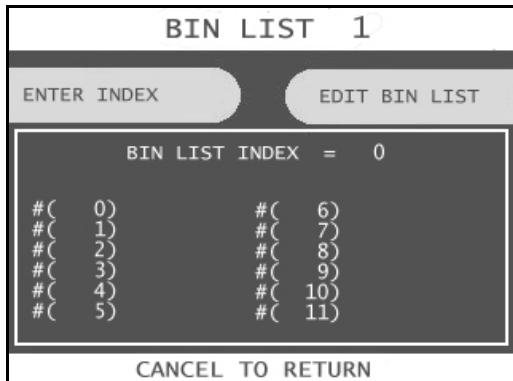 BIN LIST 1
ENTER INDEX EDIT BIN LIST
BIN LIST INDEX = 0
#( 0) #( 6)
#( 1) #( 7)
#( 2) #( 8)
#( 3) #( 9)
#( 4) #( 10)
#( 5) #( 11)
CANCEL TO RETURN